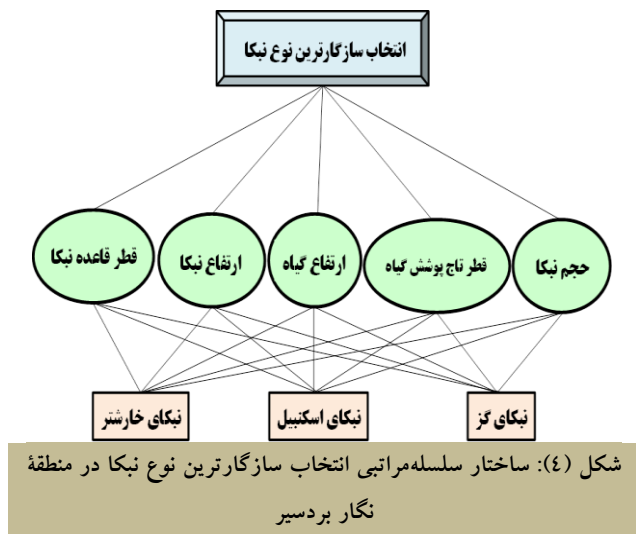 انتخاب سازگارترین نوع نبکا
حجم نبکا
قطر تاج پوشش گیاه
ارتفاع گیاه
ارتفاع نبکا
قطر قاعده نبکا
نبکای گز
نبکای اسکنبیل
نبکای خارشتر
شکل (٤): ساختار سلسله‌مراتبی انتخاب سازگارترین نوع نبکا در منطقۀ
نگار بردسیر